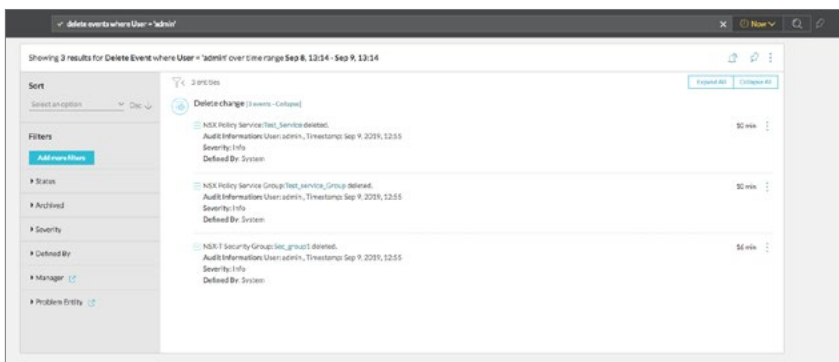 delete events where User = 'admin'
Now
Showing 3 results for Delete Event where User = 'admin' over time range Sep 8, 13:14 - Sep 9, 13:14
Sort
Select an option
Desc
Filters
Add more filters
Status
Archived
Severity
Defined By
Manager
Problem Entity
3 entities
Expand All
Collapse All
Delete change [3 events - Collapse]
NSX Policy Service:Test_Service deleted.
50 min
Audit Information: User: admin, , Timestamp: Sep 9, 2019, 12:55
Severity: Info
Defined By: System
NSX Policy Service Group:Test_service_Group deleted.
50 min
Audit Information: User: admin, , Timestamp: Sep 9, 2019, 12:55
Severity: Info
Defined By: System
NSX-T Security Group:Sec_group1 deleted.
56 min
Audit Information: User: admin, , Timestamp: Sep 9, 2019, 12:55
Severity: Info
Defined By: System